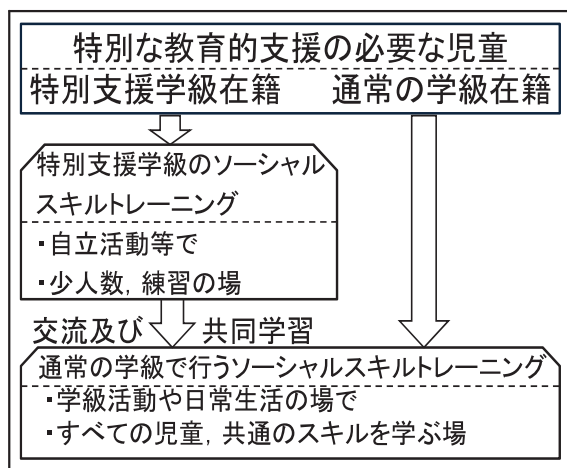 特別な教育的支援の必要な児童
特別支援学級在籍　通常の学級在籍
特別支援学級のソーシャル
スキルトレーニング
・自立活動等で
・少人数，練習の場
交流及び　共同学習
通常の学級で行うソーシャルスキルトレーニング
・学級活動や日常生活の場で
・すべての児童，共通のスキルを学ぶ場